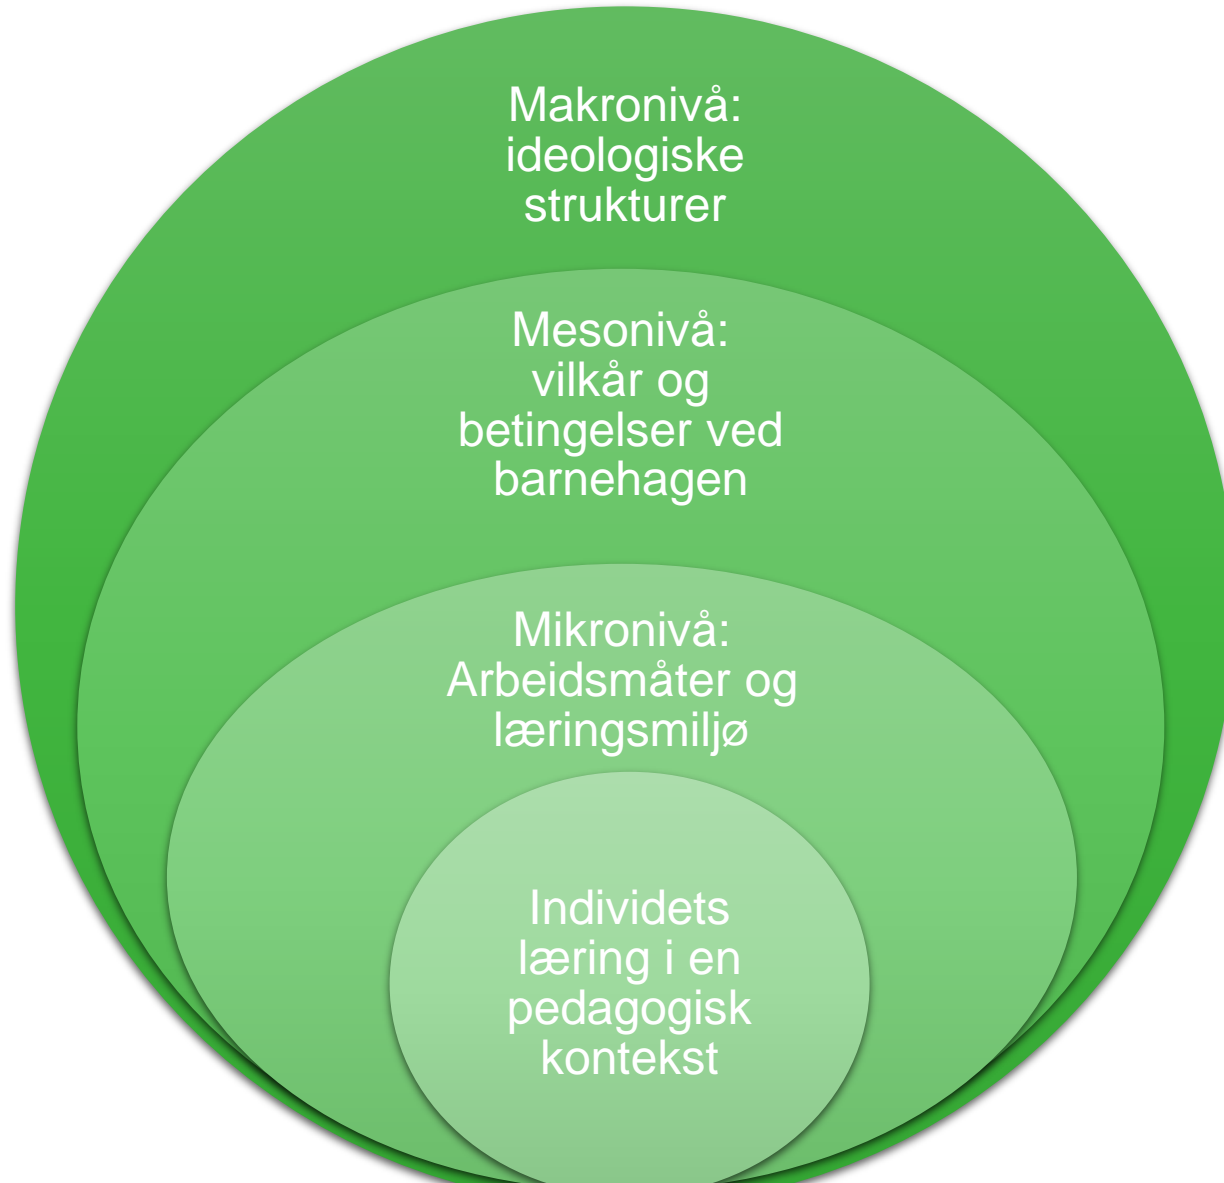 Makronivå:
ideologiske
strukturer
Mesonivå:
vilkår og
betingelser ved
barnehagen
Mikronivå:
Arbeidsmåter og
læringsmiljø
Individets
læring i en
pedagogisk
kontekst